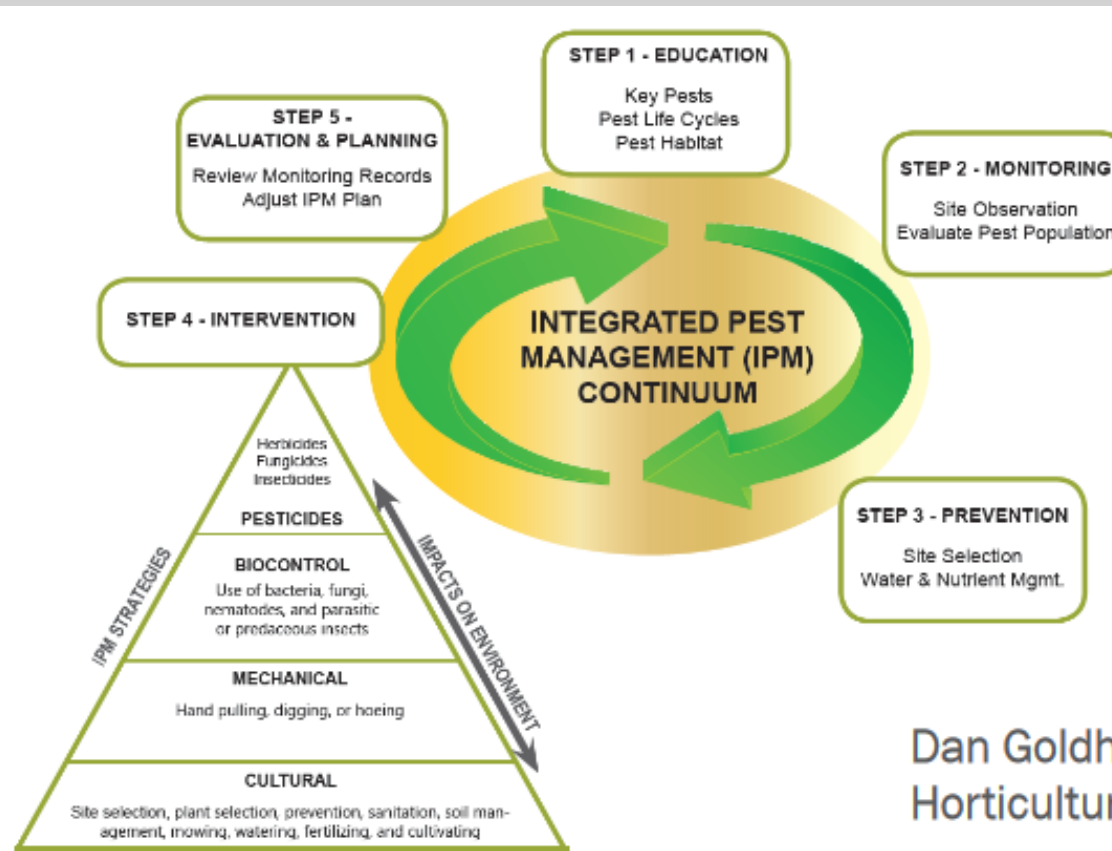 STEP 1 - EDUCATION
Key Pests
Pest Life Cycles
Pest Habitat
STEP 2 - MONITORING
Site Observation
Evaluate Pest Population
STEP 3 - PREVENTION
Site Selection
Water & Nutrient Mgmt.
STEP 4 - INTERVENTION
STEP 5 -
EVALUATION & PLANNING
Review Monitoring Records
Adjust IPM Plan
INTEGRATED PEST
MANAGEMENT (IPM)
CONTINUUM
Herbicides
Fungicides
Insecticides
PESTICIDES
BIOCONTROL
Use of bacteria, fungi,
nematodes, and parasitic
or predaceous insects
MECHANICAL
Hand pulling, digging, or hoeing
CULTURAL
Site selection, plant selection, prevention, sanitation, soil man-
agement, mowing, watering, fertilizing, and cultivating
IPM STRATEGIES
IMPACTS ON ENVIRONMENT
Dan Goldh
Horticultur